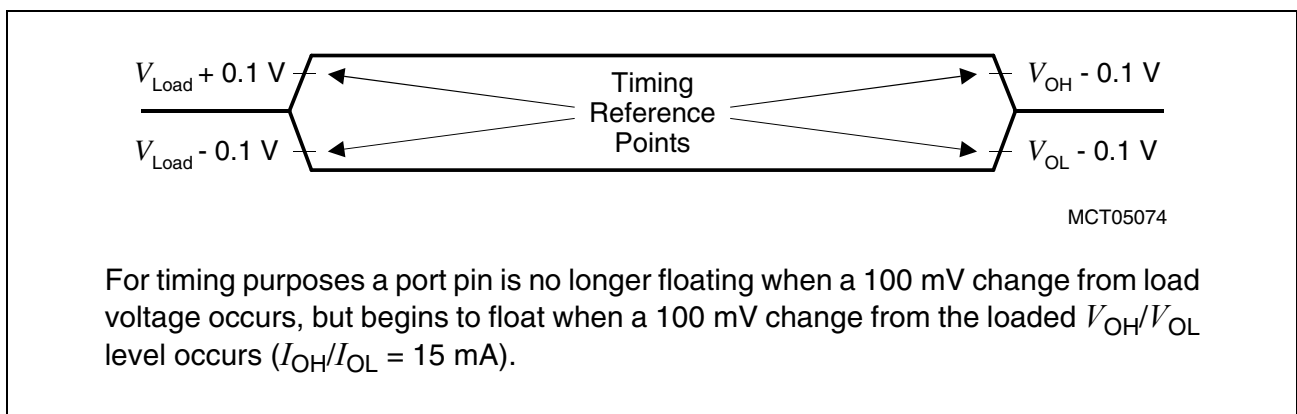 V_Load + 0.1 V
V_Load - 0.1 V
Timing
Reference
Points
V_OH - 0.1 V
V_OL - 0.1 V
MCT05074
For timing purposes a port pin is no longer floating when a 100 mV change from load
voltage occurs, but begins to float when a 100 mV change from the loaded V_OH/V_OL
level occurs (I_OH/I_OL = 15 mA).